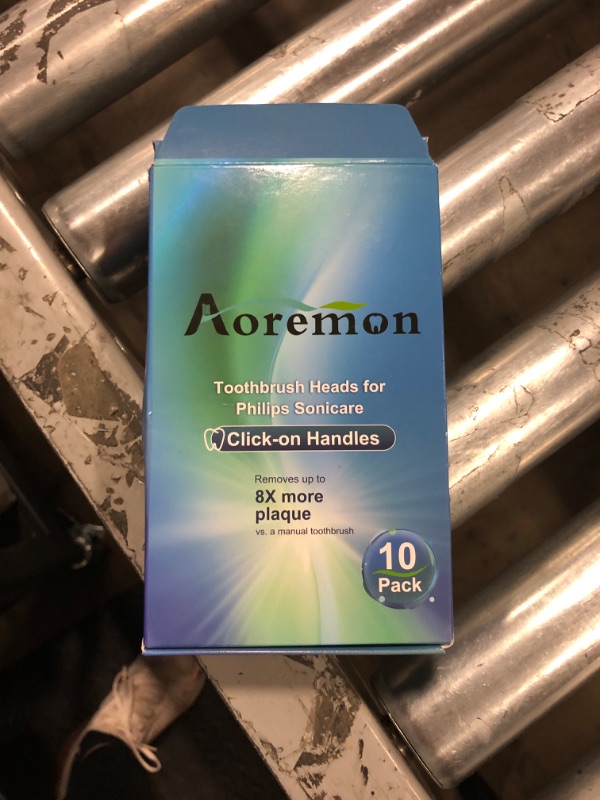 Aoremon
Toothbrush Heads for
Philips Sonicare
Click-on Handles
Removes up to
8X more
plaque
vs. a manual toothbrush
10
Pack